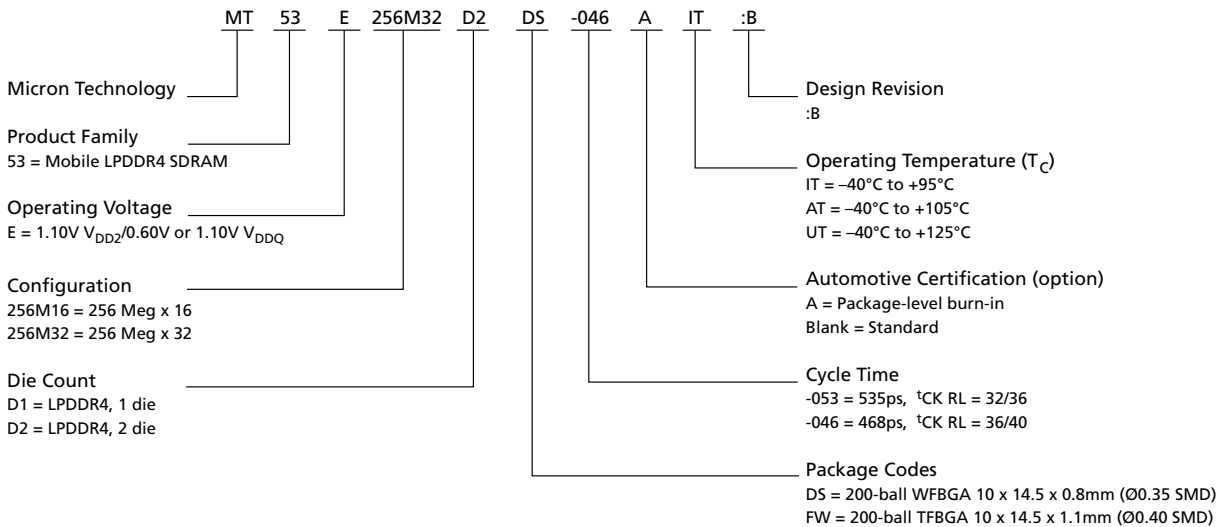 MT 53 E 256M32 D2 DS -046 A IT :B
Micron Technology
Product Family
53 = Mobile LPDDR4 SDRAM
Operating Voltage
E = 1.10V VDD2/0.60V or 1.10V VDDQ
Configuration
256M16 = 256 Meg x 16
256M32 = 256 Meg x 32
Die Count
D1 = LPDDR4, 1 die
D2 = LPDDR4, 2 die
Design Revision
:B
Operating Temperature (TC)
IT = –40°C to +95°C
AT = –40°C to +105°C
UT = –40°C to +125°C
Automotive Certification (option)
A = Package-level burn-in
Blank = Standard
Cycle Time
-053 = 535ps, tCK RL = 32/36
-046 = 468ps, tCK RL = 36/40
Package Codes
DS = 200-ball WFBGA 10 x 14.5 x 0.8mm (Ø0.35 SMD)
FW = 200-ball TFBGA 10 x 14.5 x 1.1mm (Ø0.40 SMD)